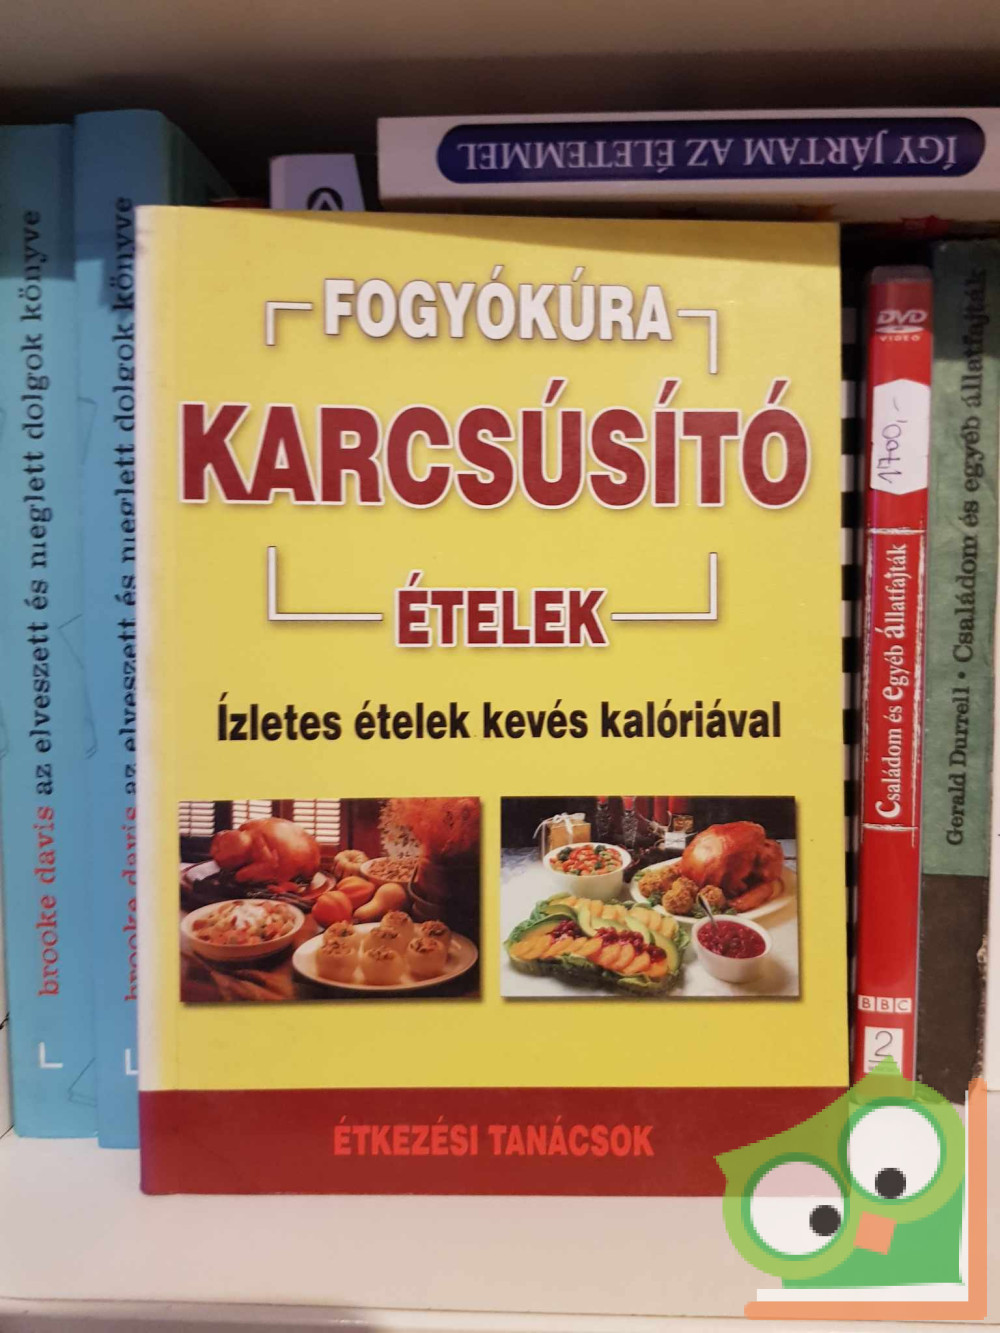 ÍGY JÁRTAM AZ ÉLETEMMEL
FOGYÓKÚRA
KARCSÚSÍTÓ
ÉTELEK
Ízletes ételek kevés kalóriával
ÉTKEZÉSI TANÁCSOK
brooke davis az elveszett és meglett dolgok könyve
brooke davis az elveszett és meglett dolgok könyve
DVD
VIDEO
1700,-
Családom és egyéb állatfajták
BBC
2
Gerald Durrell • Családom és egyéb állatfajták